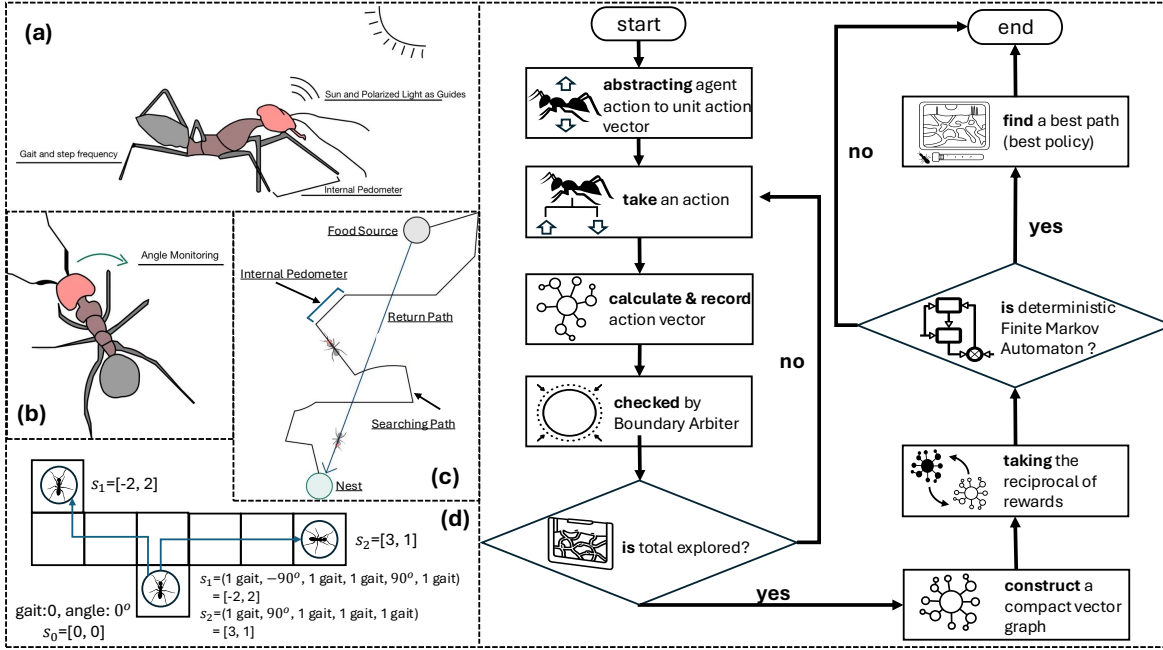 (a)
Sun and Polarized Light as Guides
Gait and step frequency
Internal Pedometer
(b)
Angle Monitoring
(c)
Food Source
Internal Pedometer
Return Path
Searching Path
Nest
(d)
s₁=[-2, 2]
s₂=[3, 1]
s₁=(1 gait, −90°, 1 gait, 1 gait, 90°, 1 gait)
= [-2, 2]
s₂=(1 gait, 90°, 1 gait, 1 gait, 1 gait)
= [3, 1]
gait:0, angle: 0°
s₀=[0, 0]
start
abstracting agent
action to unit action
vector
take an action
calculate & record
action vector
checked by
Boundary Arbiter
is total explored?
no
yes
construct a
compact vector
graph
taking the
reciprocal of
rewards
is deterministic
Finite Markov
Automaton ?
no
yes
find a best path
(best policy)
end